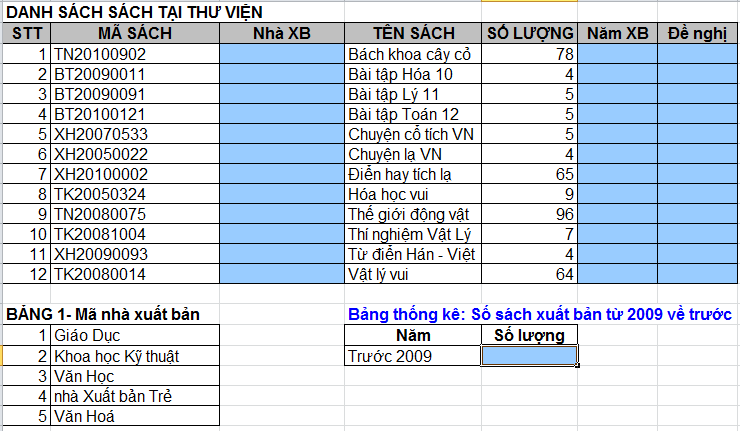 DANH SÁCH SÁCH TẠI THƯ VIỆN
STT MÃ SÁCH Nhà XB TÊN SÁCH SỐ LƯỢNG Năm XB Đề nghị
1 TN20100902 Bách khoa cây cỏ 78
2 BT20090011 Bài tập Hóa 10 4
3 BT20090091 Bài tập Lý 11 5
4 BT20100121 Bài tập Toán 12 5
5 XH20070533 Chuyện cổ tích VN 5
6 XH20050022 Chuyện lạ VN 4
7 XH20100002 Điển hay tích lạ 65
8 TK20050324 Hóa học vui 9
9 TN20080075 Thế giới động vật 96
10 TK20081004 Thí nghiệm Vật Lý 7
11 XH20090093 Từ điển Hán - Việt 4
12 TK20080014 Vật lý vui 64
BẢNG 1- Mã nhà xuất bản Bảng thống kê: Số sách xuất bản từ 2009 về trước
1 Giáo Dục Năm Số lượng
2 Khoa học Kỹ thuật Trước 2009
3 Văn Học
4 nhà Xuất bản Trẻ
5 Văn Hoá